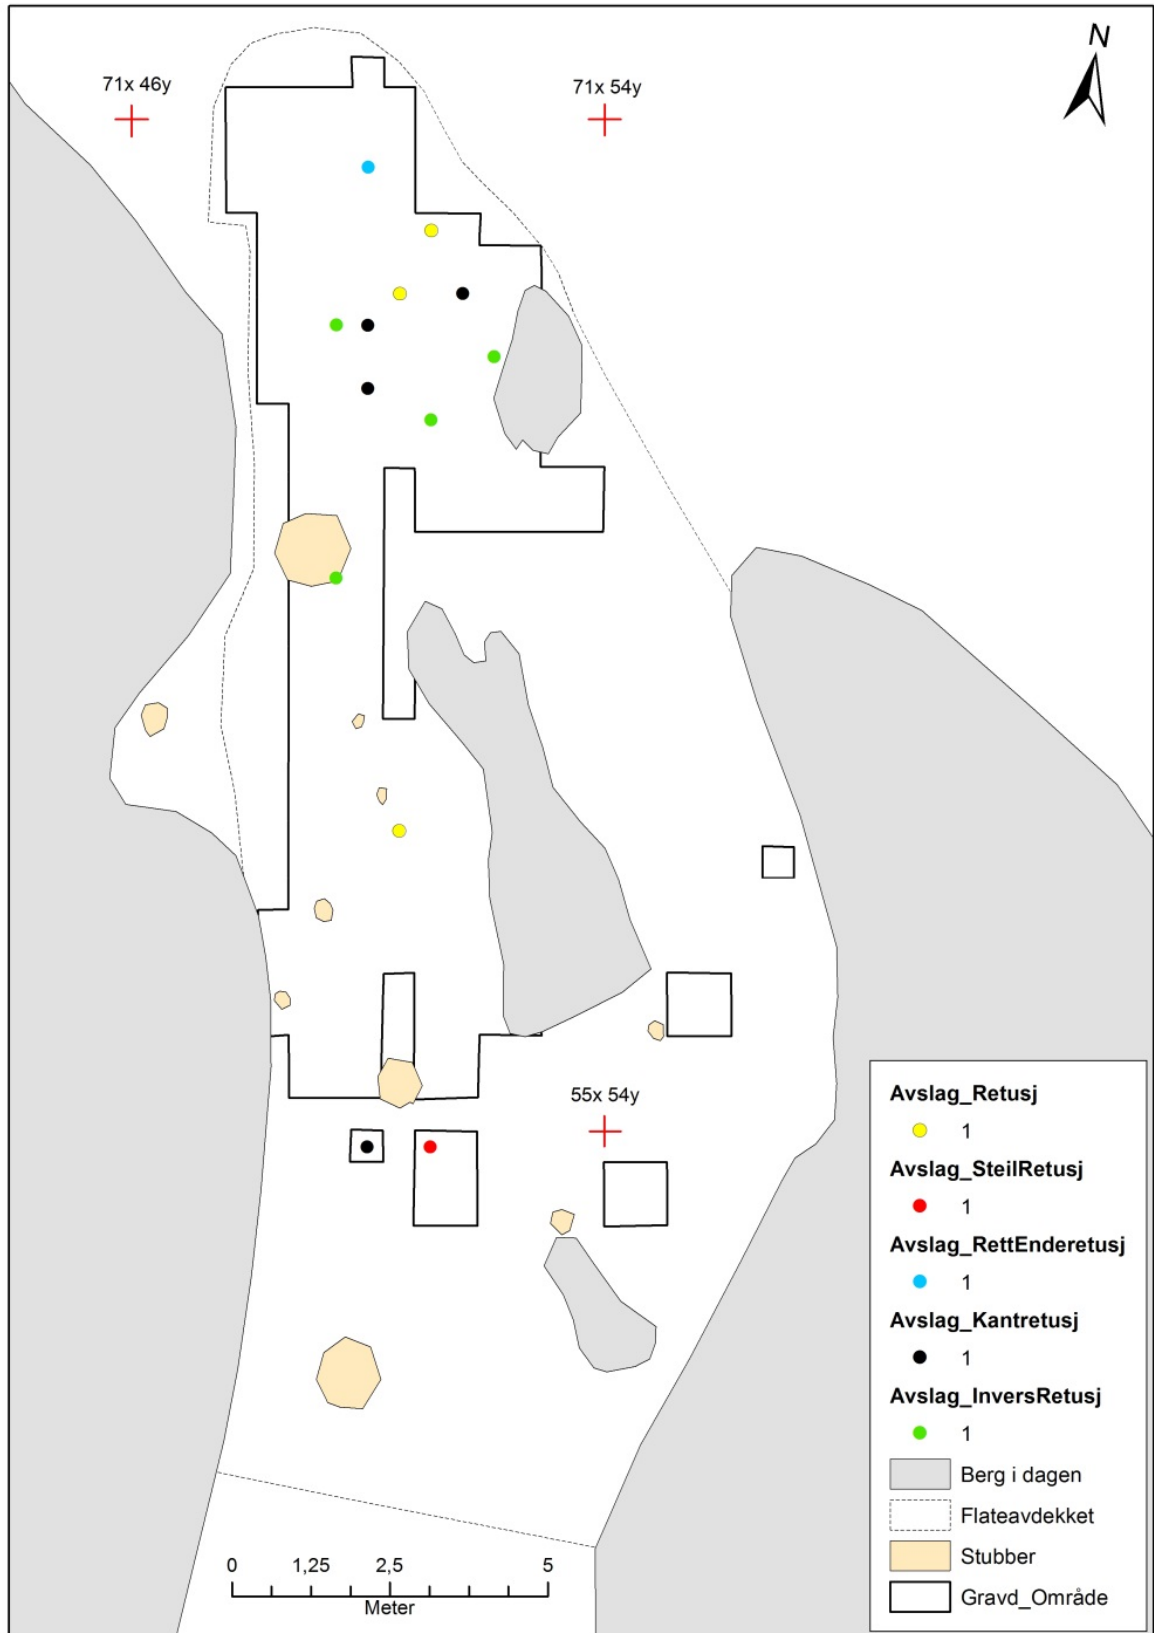 N
71x 46y
71x 54y
55x 54y
Avslag_Retusj
1
Avslag_SteilRetusj
1
Avslag_RettEnderetusj
1
Avslag_Kantretusj
1
Avslag_InversRetusj
1
Berg i dagen
Flateavdekket
Stubber
Gravd_Område
0 1,25 2,5 5
Meter